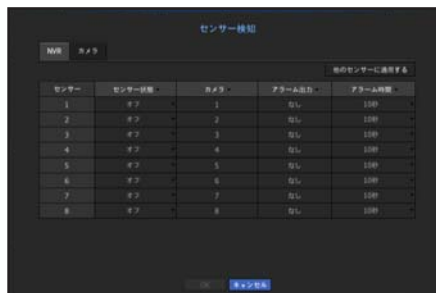 センサー検知
NVR カメラ
他のセンサーに適用する
センサー センサー状態 カメラ アラーム出力 アラーム時間
1 オフ 1 なし 10秒
2 オフ 2 なし 10秒
3 オフ 3 なし 10秒
4 オフ 4 なし 10秒
5 オフ 5 なし 10秒
6 オフ 6 なし 10秒
7 オフ 7 なし 10秒
8 オフ 8 なし 10秒
OK キャンセル